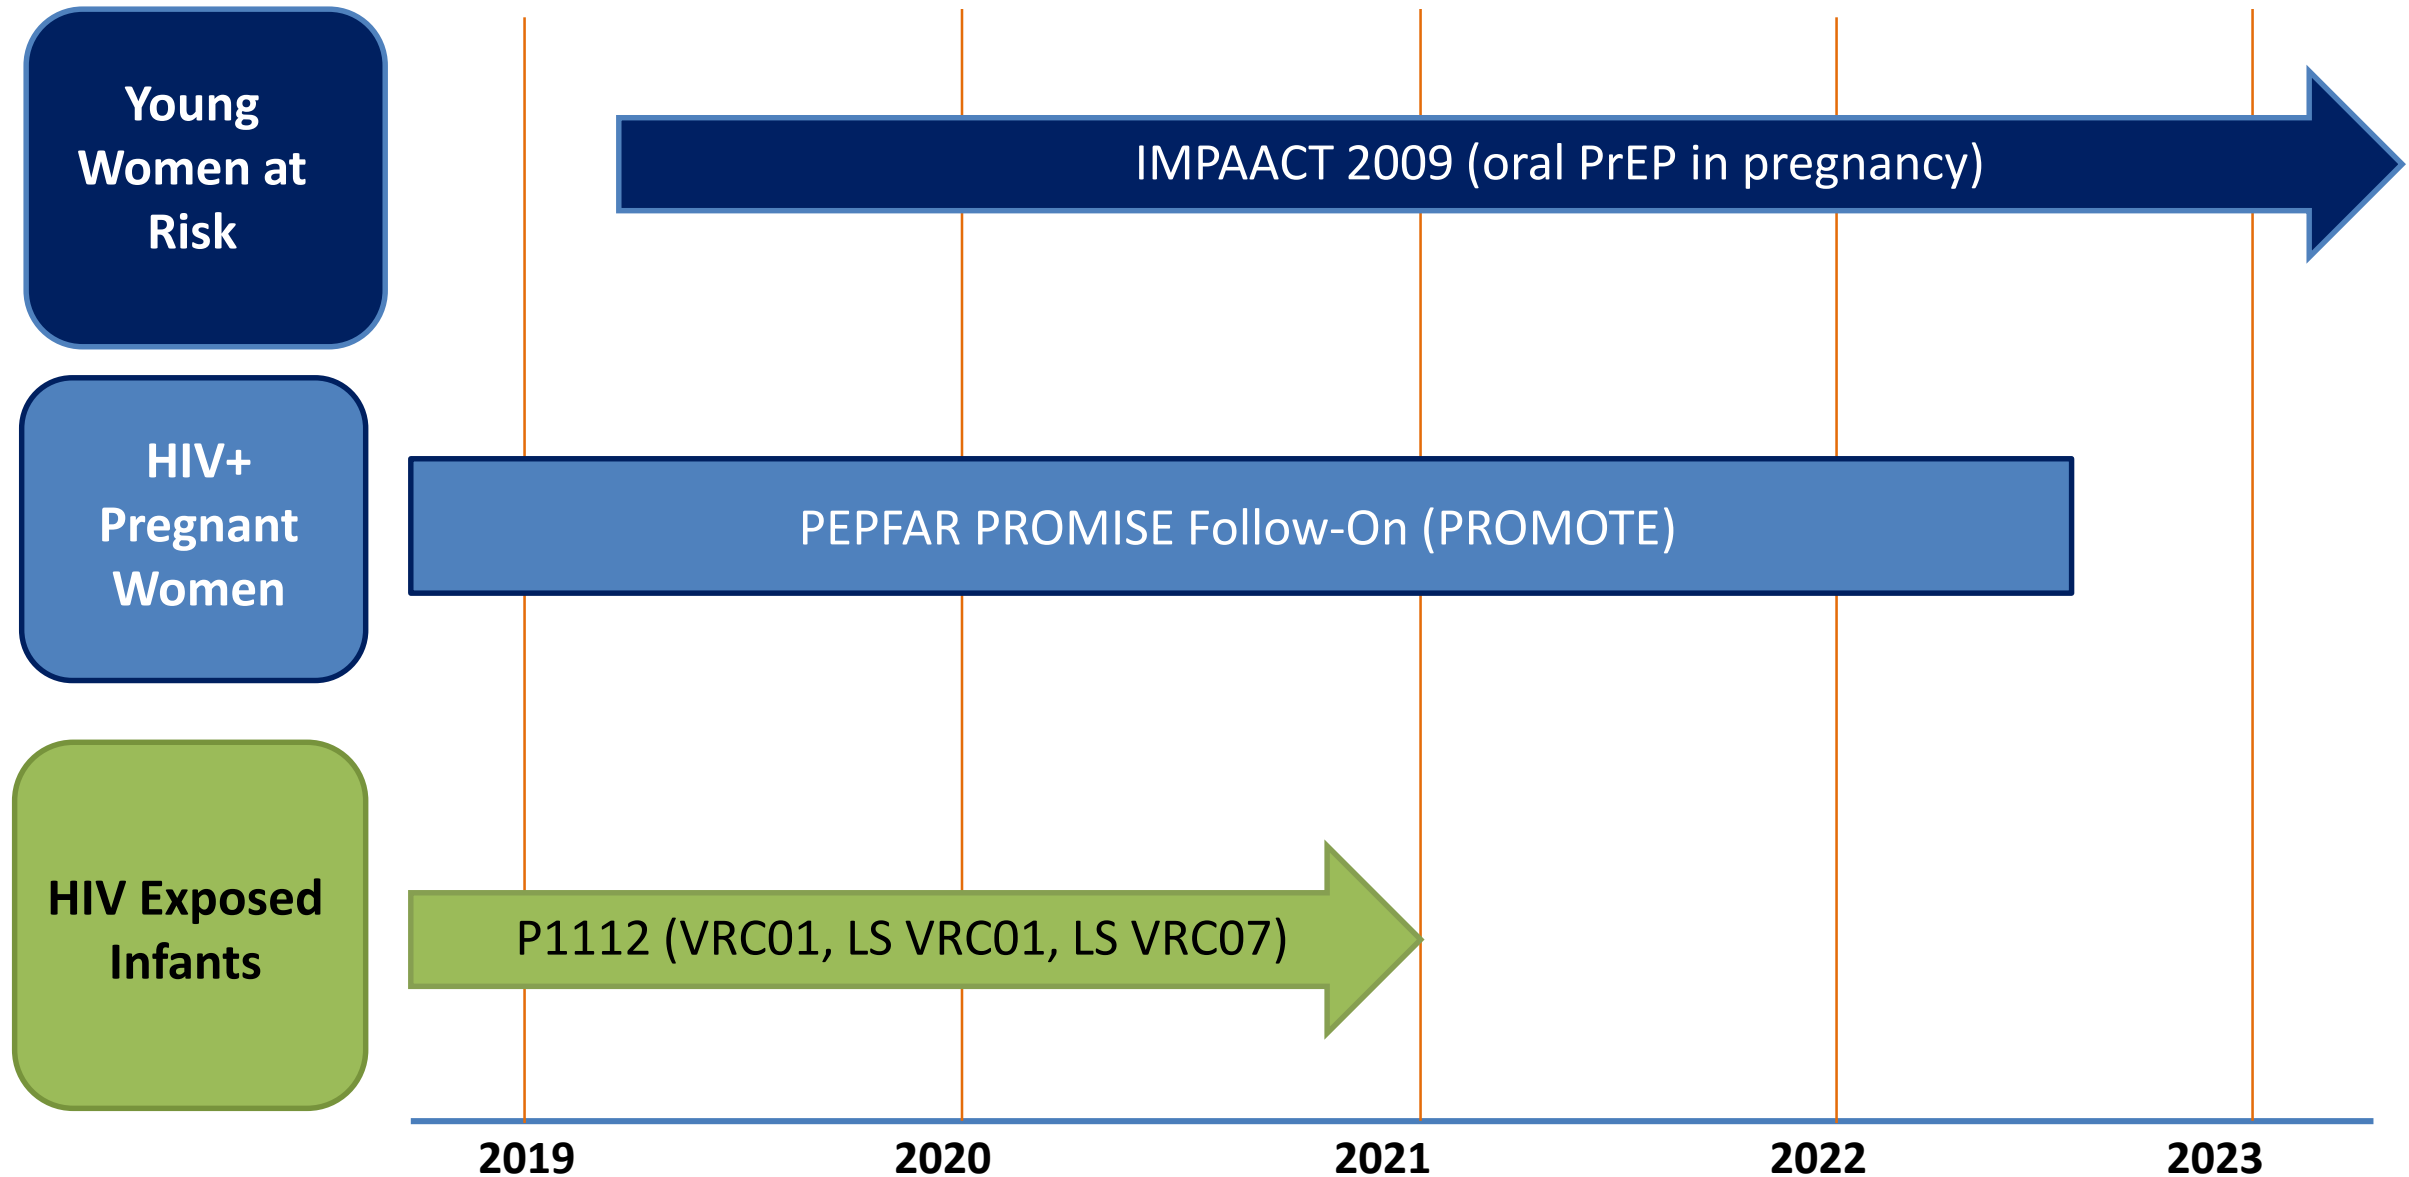 Young
Women at
Risk
IMPAACT 2009 (oral PrEP in pregnancy)
HIV+
Pregnant
Women
PEPFAR PROMISE Follow-On (PROMOTE)
HIV Exposed
Infants
P1112 (VRC01, LS VRC01, LS VRC07)
2019 2020 2021 2022 2023